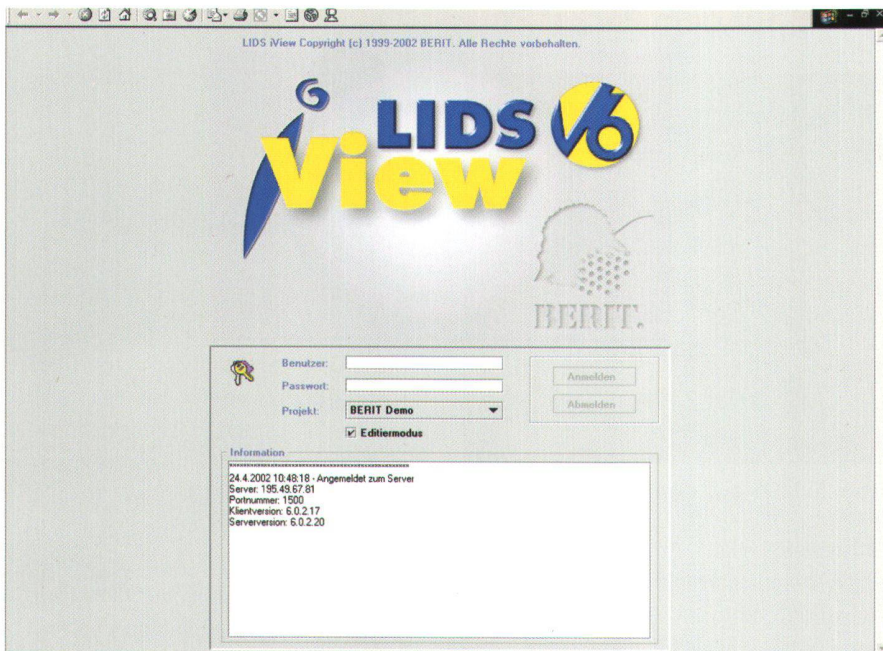 LIDS iView Copyright (c) 1999-2002 BERIT. Alle Rechte vorbehalten.
i LIDS V6
View
BERIT.
Benutzer:
Passwort:
Projekt: BERIT Demo
Editiermodus
Anmelden
Abmelden
Information
24.4.2002 10:48:18 - Angemeldet zum Server
Server: 195.49.67.81
Portnummer: 1500
Klientversion: 6.0.2.17
Serverversion: 6.0.2.20